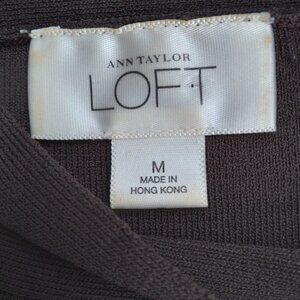 ANN TAYLOR
LOFT
M
MADE IN
HONG KONG